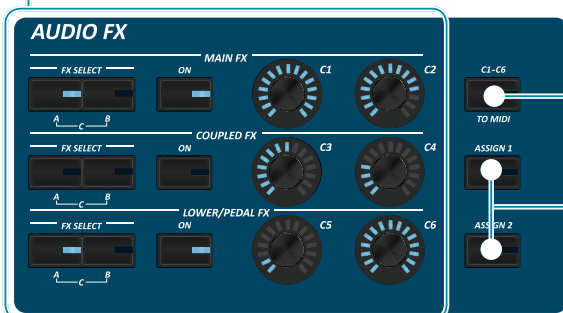 AUDIO FX
MAIN FX
FX SELECT ON C1 C2 C1-C6
A C B TO MIDI
COUPLED FX
FX SELECT ON C3 C4 ASSIGN 1
A C B
LOWER/PEDAL FX
FX SELECT ON C5 C6 ASSIGN 2
A C B